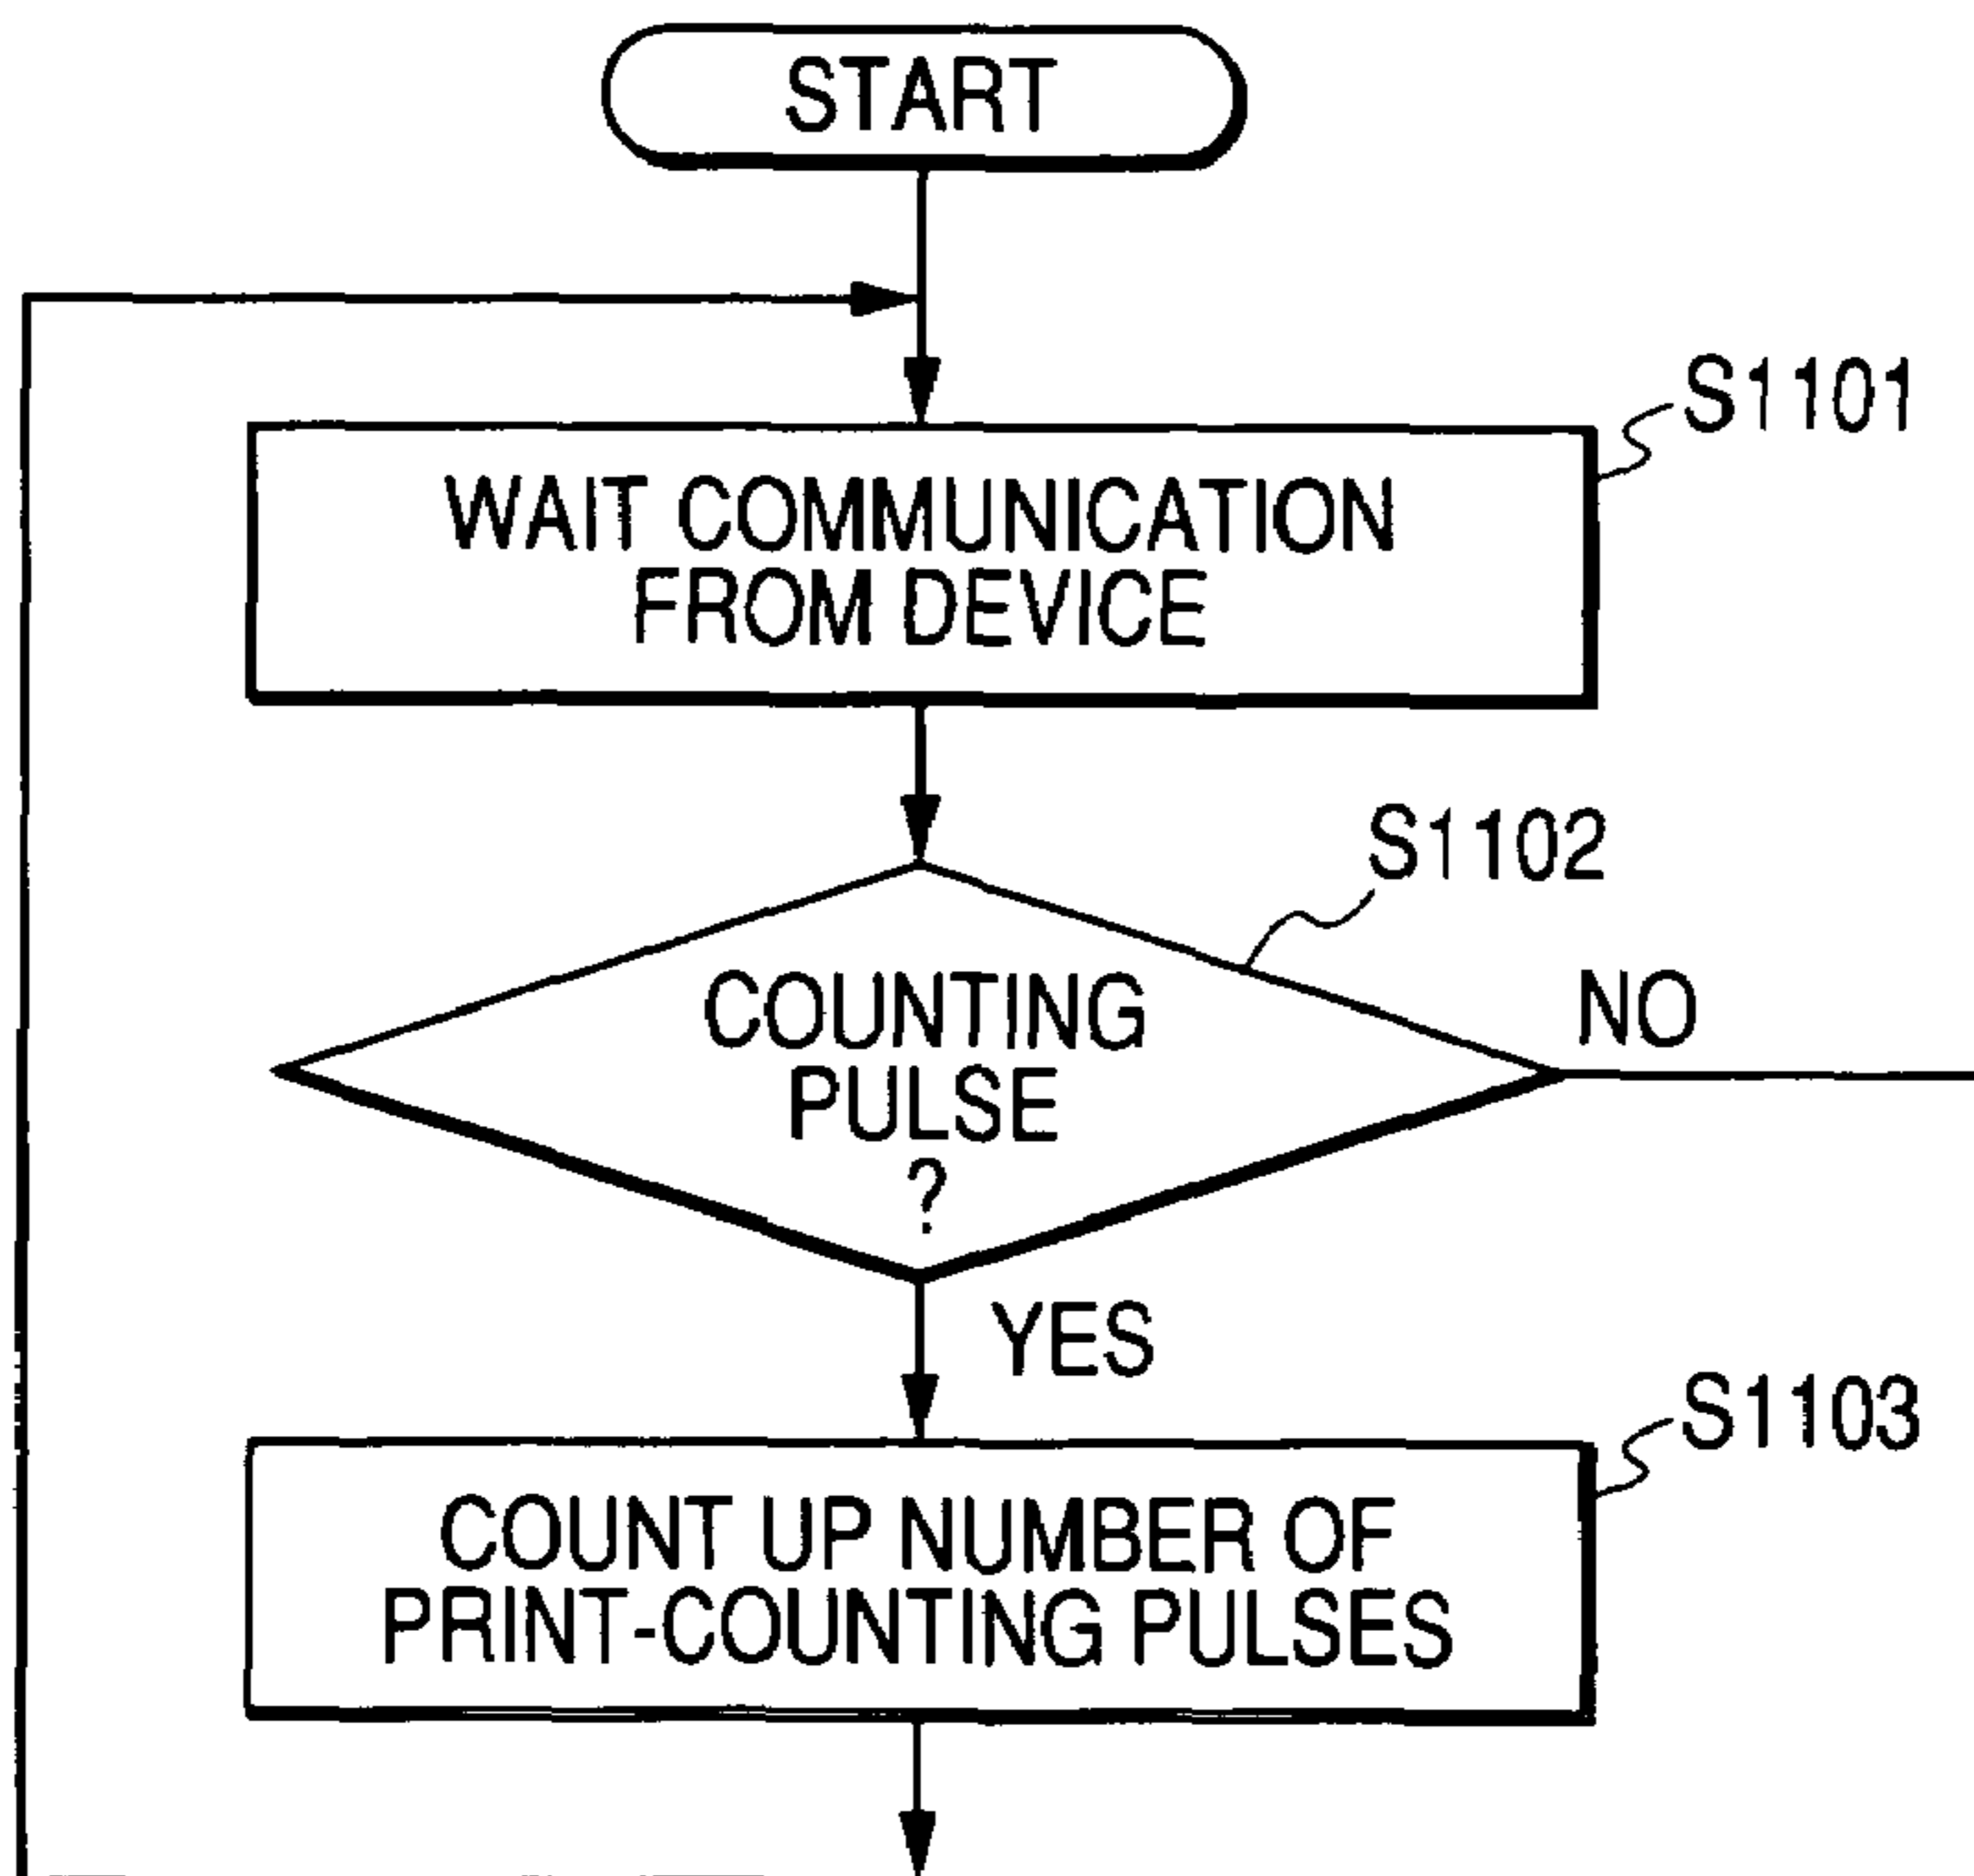 START
S1101
WAIT COMMUNICATION
FROM DEVICE
S1102
COUNTING
PULSE
?
NO
YES
S1103
COUNT UP NUMBER OF
PRINT-COUNTING PULSES